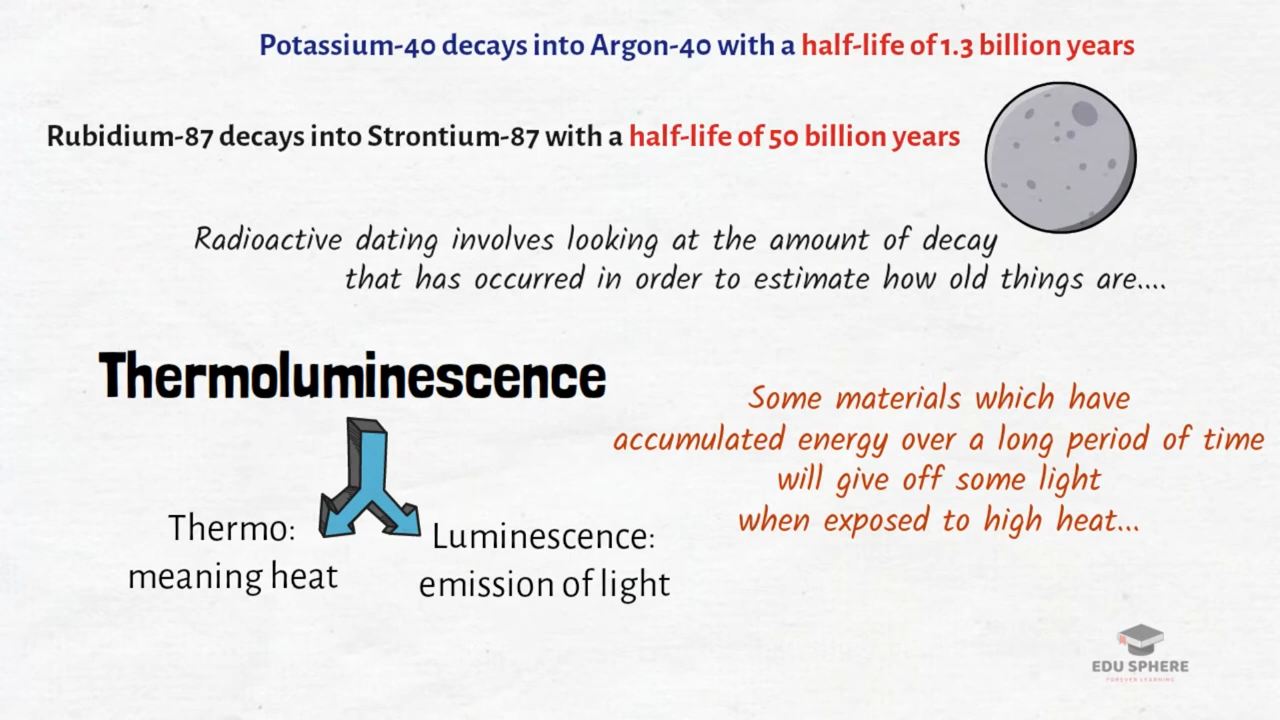 Potassium-40 decays into Argon-40 with a half-life of 1.3 billion years
Rubidium-87 decays into Strontium-87 with a half-life of 50 billion years
Radioactive dating involves looking at the amount of decay
that has occurred in order to estimate how old things are....
Thermoluminescence
Thermo:
meaning heat
Luminescence:
emission of light
Some materials which have
accumulated energy over a long period of time
will give off some light
when exposed to high heat...
EDU SPHERE
FOREVER LEARNING